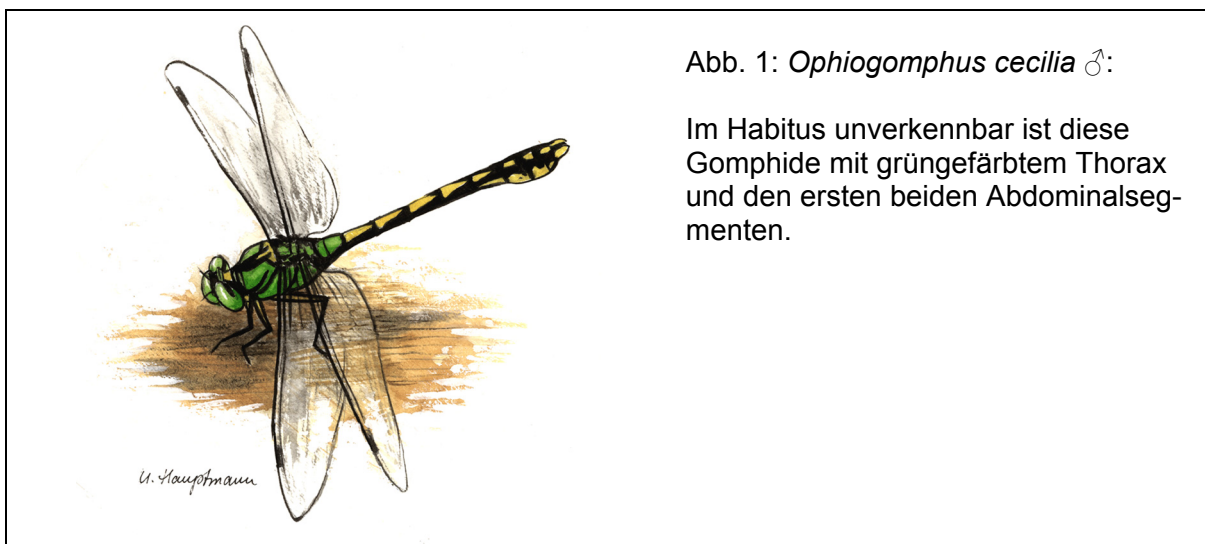 Abb. 1: Ophiogomphus cecilia ♂:
Im Habitus unverkennbar ist diese
Gomphide mit grüngefärbtem Thorax
und den ersten beiden Abdominalseg-
menten.
U. Hauptmann